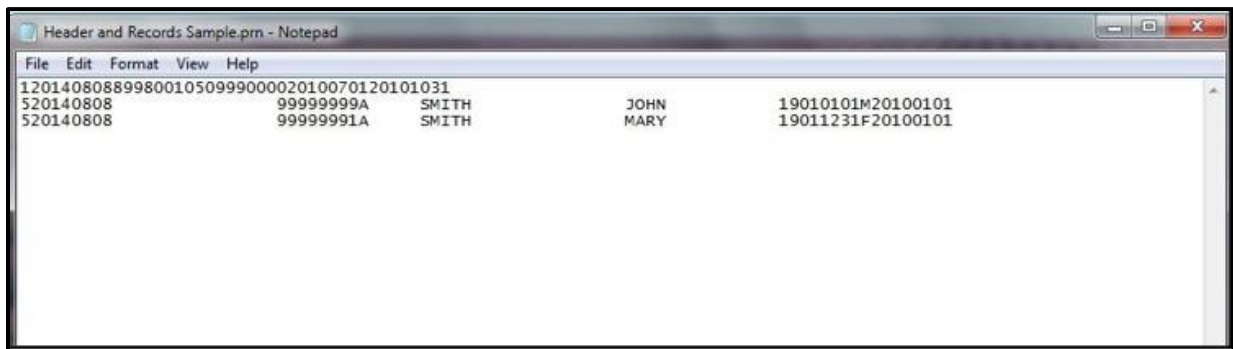 Header and Records Sample.prn - Notepad
File Edit Format View Help
120140808899800105099900002010070120101031
520140808 99999999A SMITH JOHN 19010101M20100101
520140808 99999991A SMITH MARY 19011231F20100101